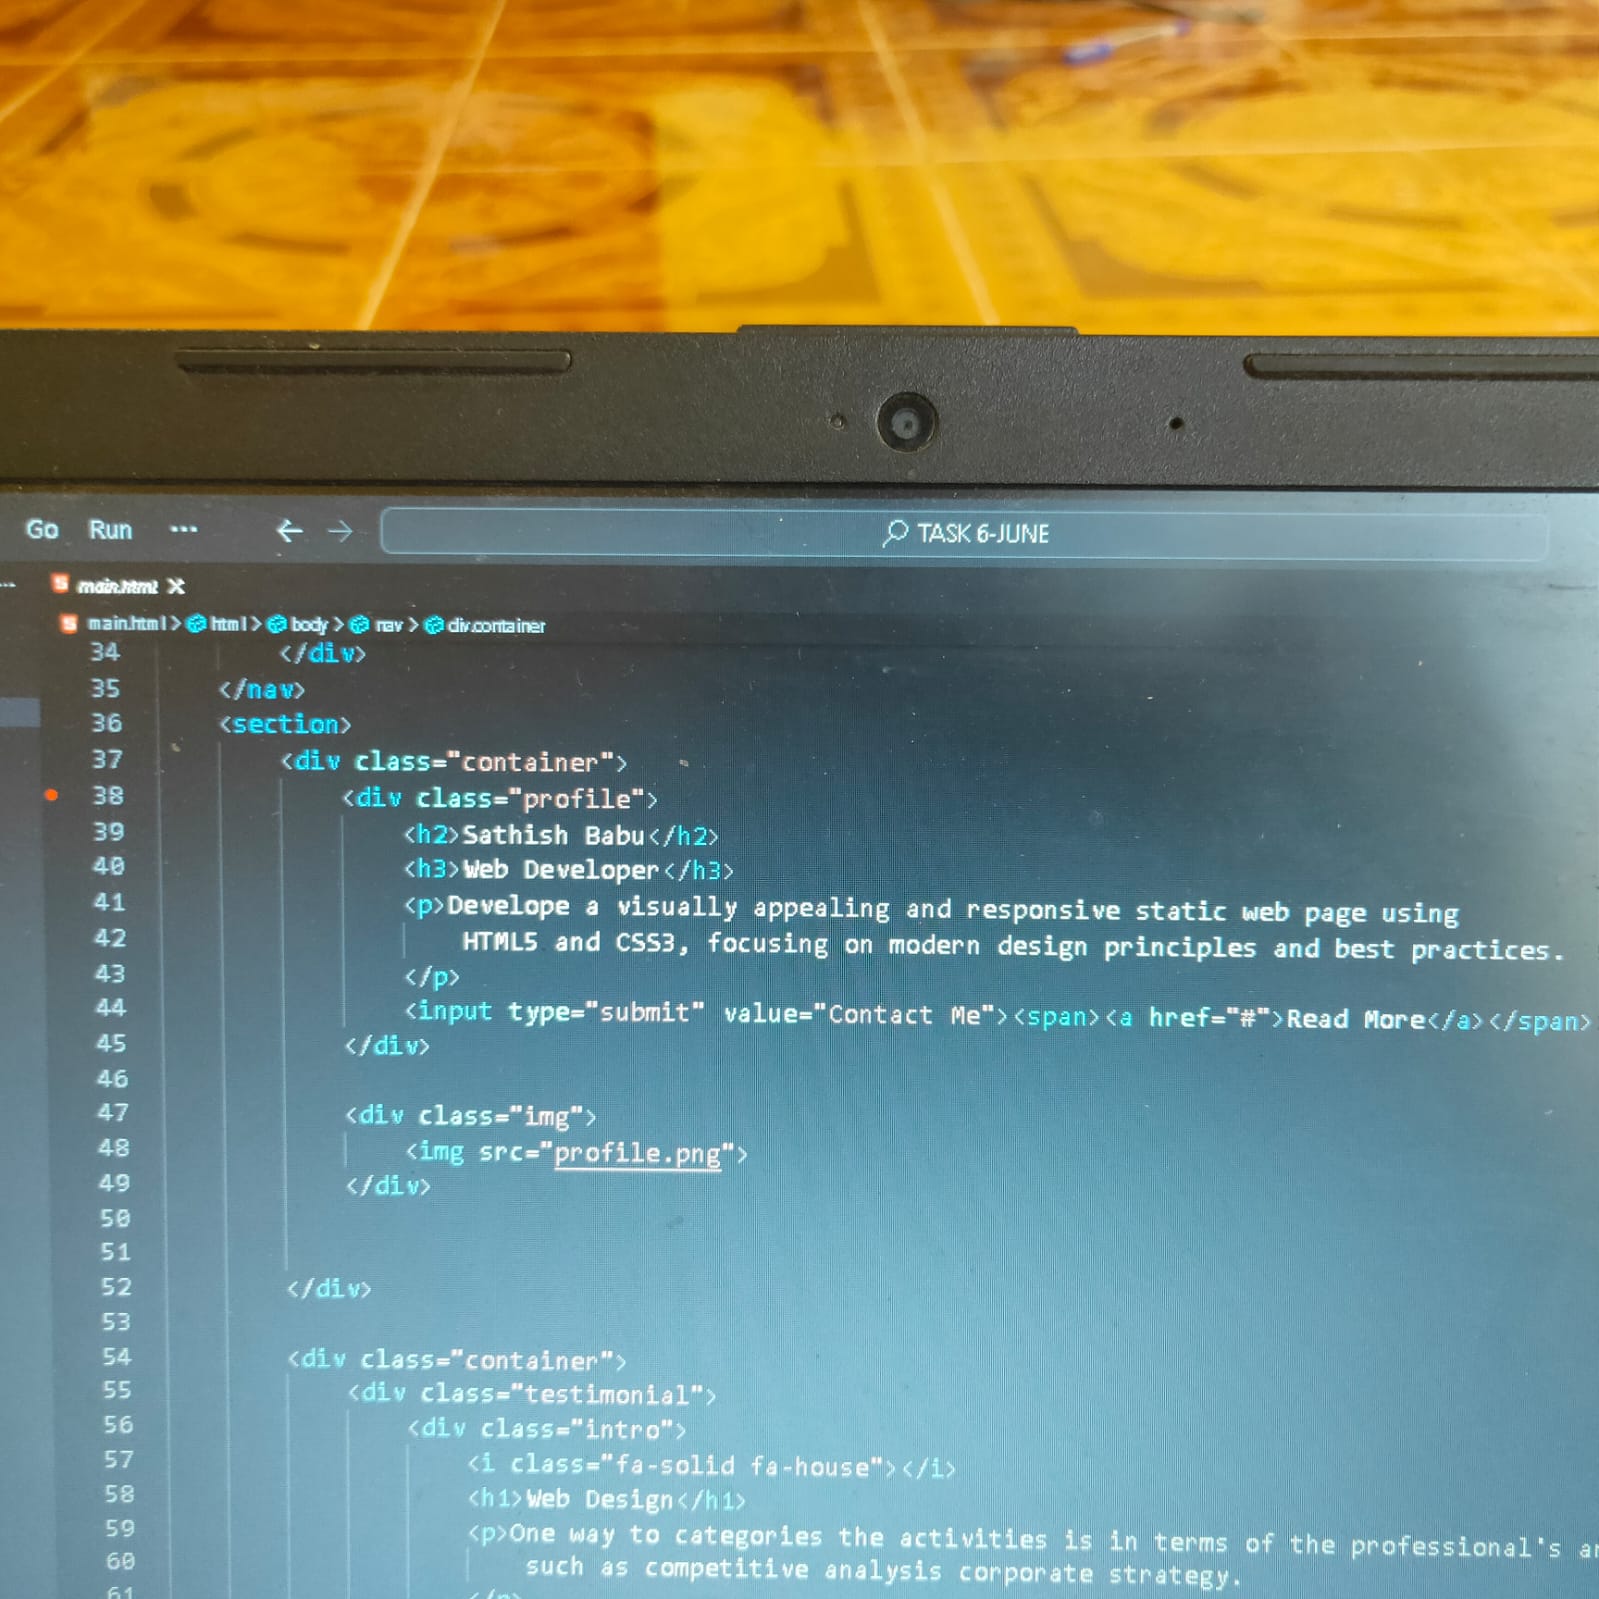 Go Run ... ← → TASK 6-JUNE
... main.html X
main.html > html > body > nav > div.container
34 </div>
35 </nav>
36 <section>
37 <div class="container">
38 <div class="profile">
39 <h2>Sathish Babu</h2>
40 <h3>Web Developer</h3>
41 <p>Develope a visually appealing and responsive static web page using
42 HTML5 and CSS3, focusing on modern design principles and best practices.
43 </p>
44 <input type="submit" value="Contact Me"><span><a href="#">Read More</a></span>
45 </div>
46
47 <div class="img">
48 <img src="profile.png">
49 </div>
50
51
52 </div>
53
54 <div class="container">
55 <div class="testimonial">
56 <div class="intro">
57 <i class="fa-solid fa-house"></i>
58 <h1>Web Design</h1>
59 <p>One way to categories the activities is in terms of the professional's
60 such as competitive analysis corporate strategy.
61 </p>